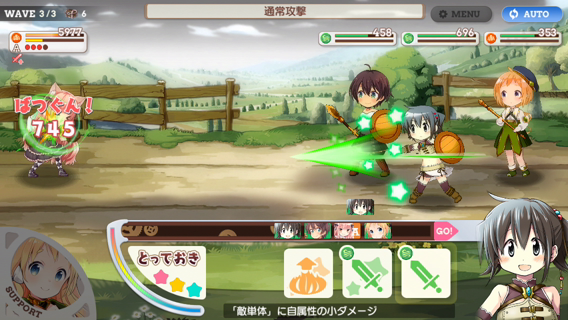 WAVE 3/3 6
通常攻撃
MENU
AUTO
5977
A
458
696
353
ばつぐん!
745
GO!
とっておき
SUPPORT
「敵単体」に自属性の小ダメージ